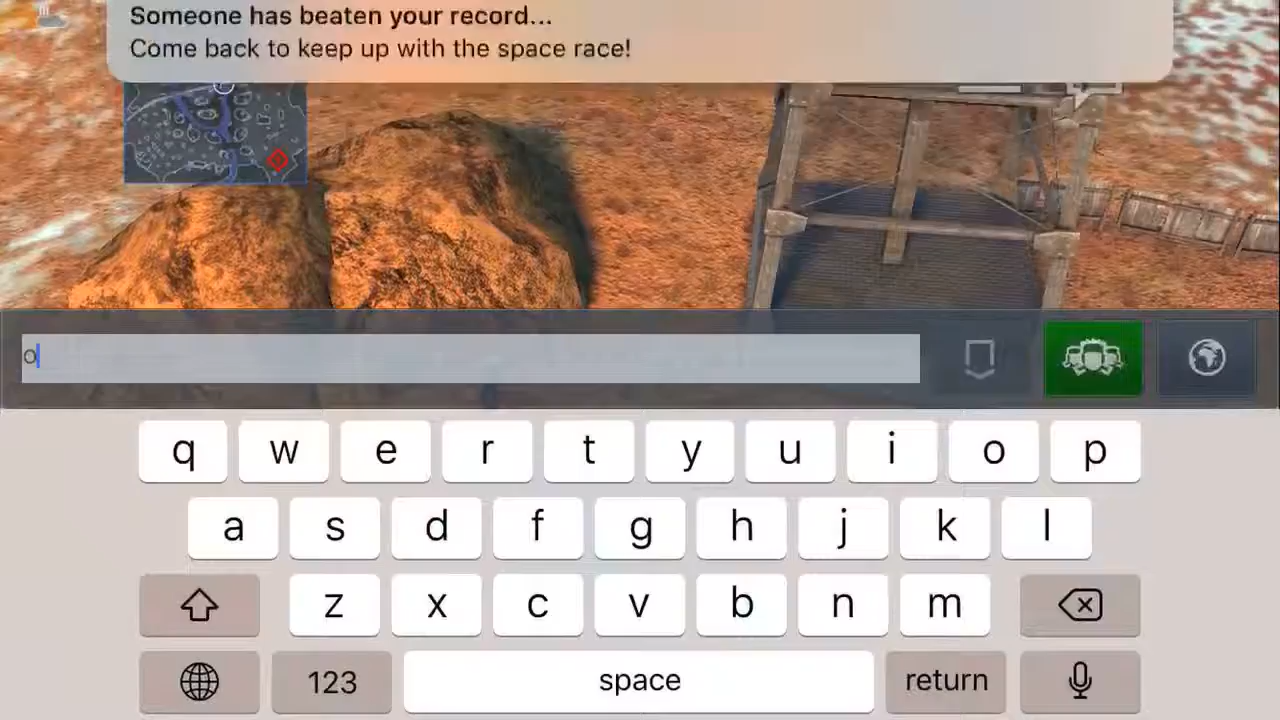 Someone has beaten your record...
Come back to keep up with the space race!
o
q w e r t y u i o p
a s d f g h j k l
z x c v b n m
123 space return